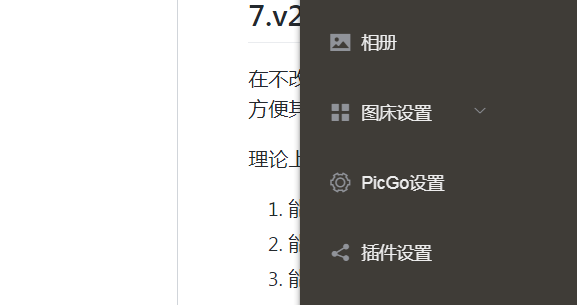 7.v2
在不改
方便其
理论上
1. 能
2. 能
3. 能
相册
图床设置
PicGo设置
插件设置